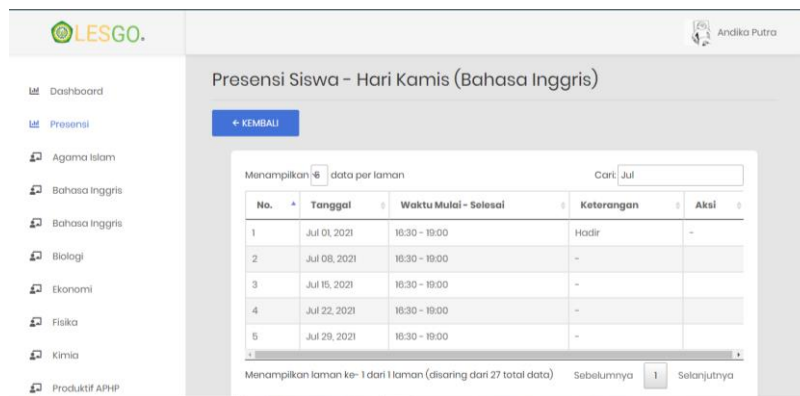 LESGO.
Andika Putra
Dashboard
Presensi
Agama Islam
Bahasa Inggris
Bahasa Inggris
Biologi
Ekonomi
Fisika
Kimia
Produktif APHP
Presensi Siswa - Hari Kamis (Bahasa Inggris)
← KEMBALI
Menampilkan 6 data per laman
Cari: Jul
No. Tanggal Waktu Mulai - Selesai Keterangan Aksi
1 Jul 01, 2021 16:30 - 19:00 Hadir -
2 Jul 08, 2021 16:30 - 19:00 -
3 Jul 15, 2021 16:30 - 19:00 -
4 Jul 22, 2021 16:30 - 19:00 -
5 Jul 29, 2021 16:30 - 19:00 -
Menampilkan laman ke- 1 dari 1 laman (disaring dari 27 total data) Sebelumnya 1 Selanjutnya